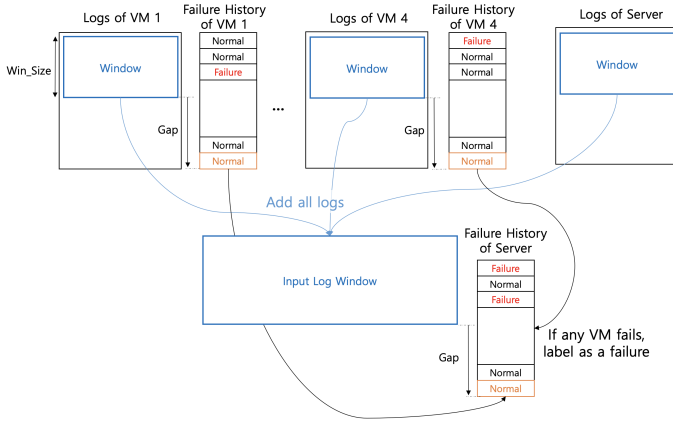 Logs of VM 1
Failure History
of VM 1
Logs of VM 4
Failure History
of VM 4
Logs of Server
Win_Size
Window
Normal
Normal
Failure
Normal
Normal
Gap
...
Window
Failure
Normal
Normal
Normal
Normal
Gap
Window
Add all logs
Input Log Window
Gap
Failure History
of Server
Failure
Normal
Failure
Normal
Normal
If any VM fails,
label as a failure